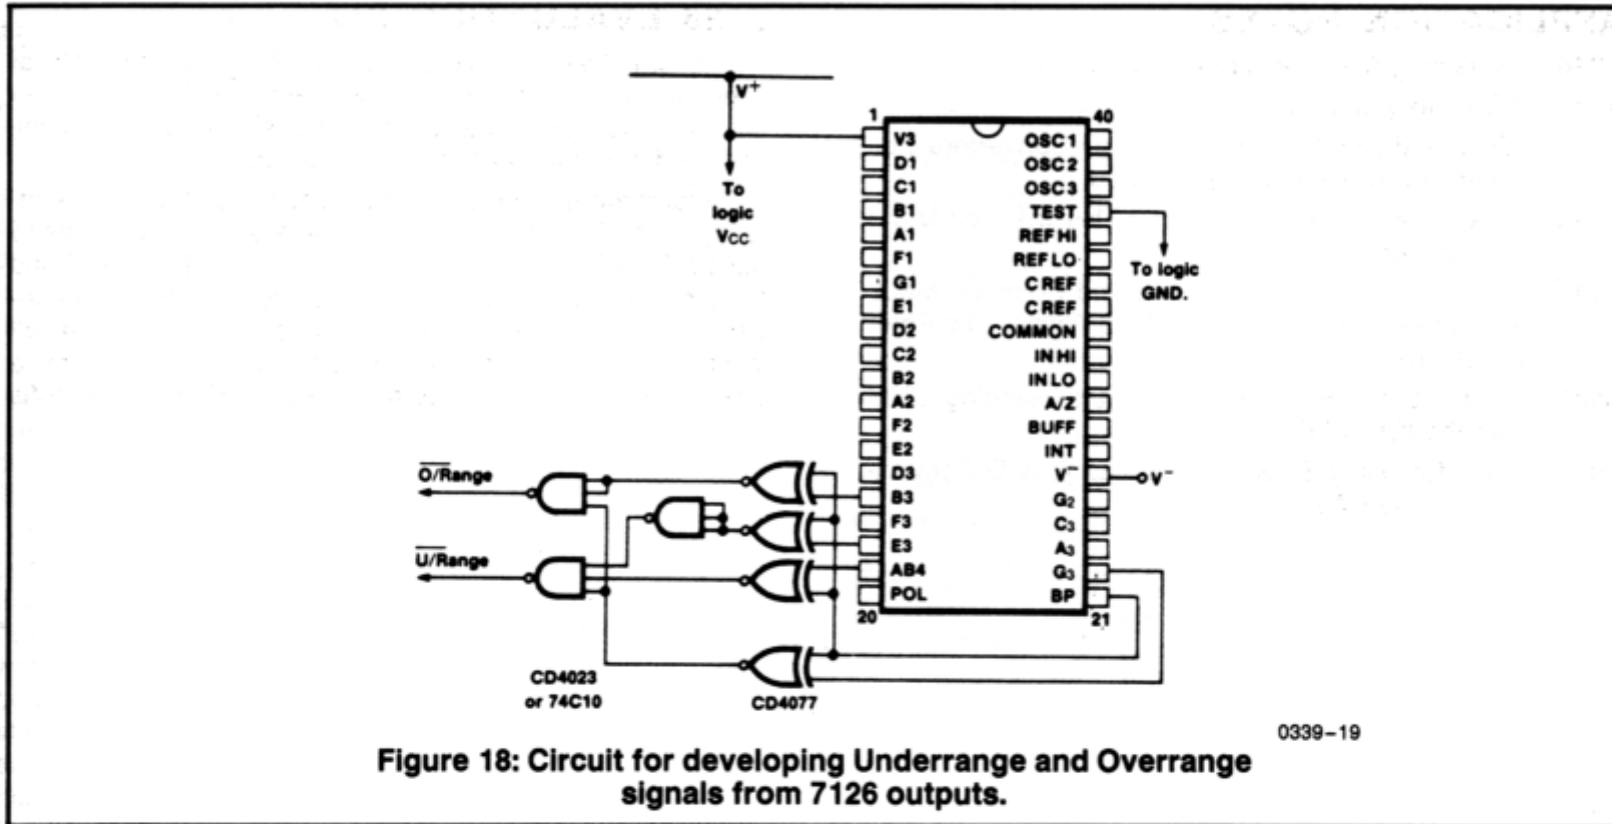 V+
1
40
V3
OSC 1
D1
OSC 2
C1
OSC 3
B1
TEST
A1
REF HI
F1
REF LO
G1
C REF
E1
C REF
D2
COMMON
C2
IN HI
B2
IN LO
A2
A/Z
F2
BUFF
E2
INT
D3
V−
B3
G2
F3
C3
E3
A3
AB4
G3
POL
BP
20
21
To
logic
VCC
To logic
GND.
V−
O/Range
U/Range
CD4023
or 74C10
CD4077
0339–19
Figure 18: Circuit for developing Underrange and Overrange
signals from 7126 outputs.